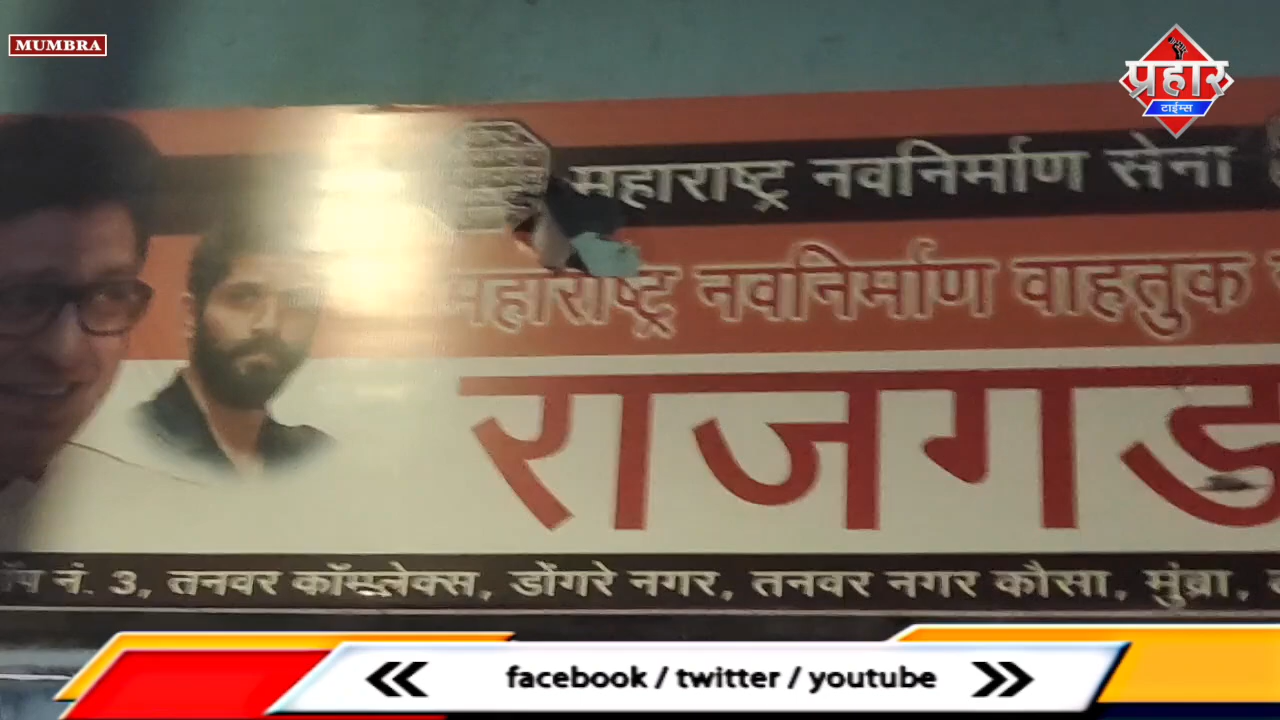 MUMBRA
प्रहार
टाईम्स
महाराष्ट्र नवनिर्माण सेना
महाराष्ट्र नवनिर्माण वाहतुक
राजगड
नं. 3, तनवर कॉम्प्लेक्स, डोंगरे नगर, तनवर नगर कौसा, मुंब्रा,
facebook / twitter / youtube